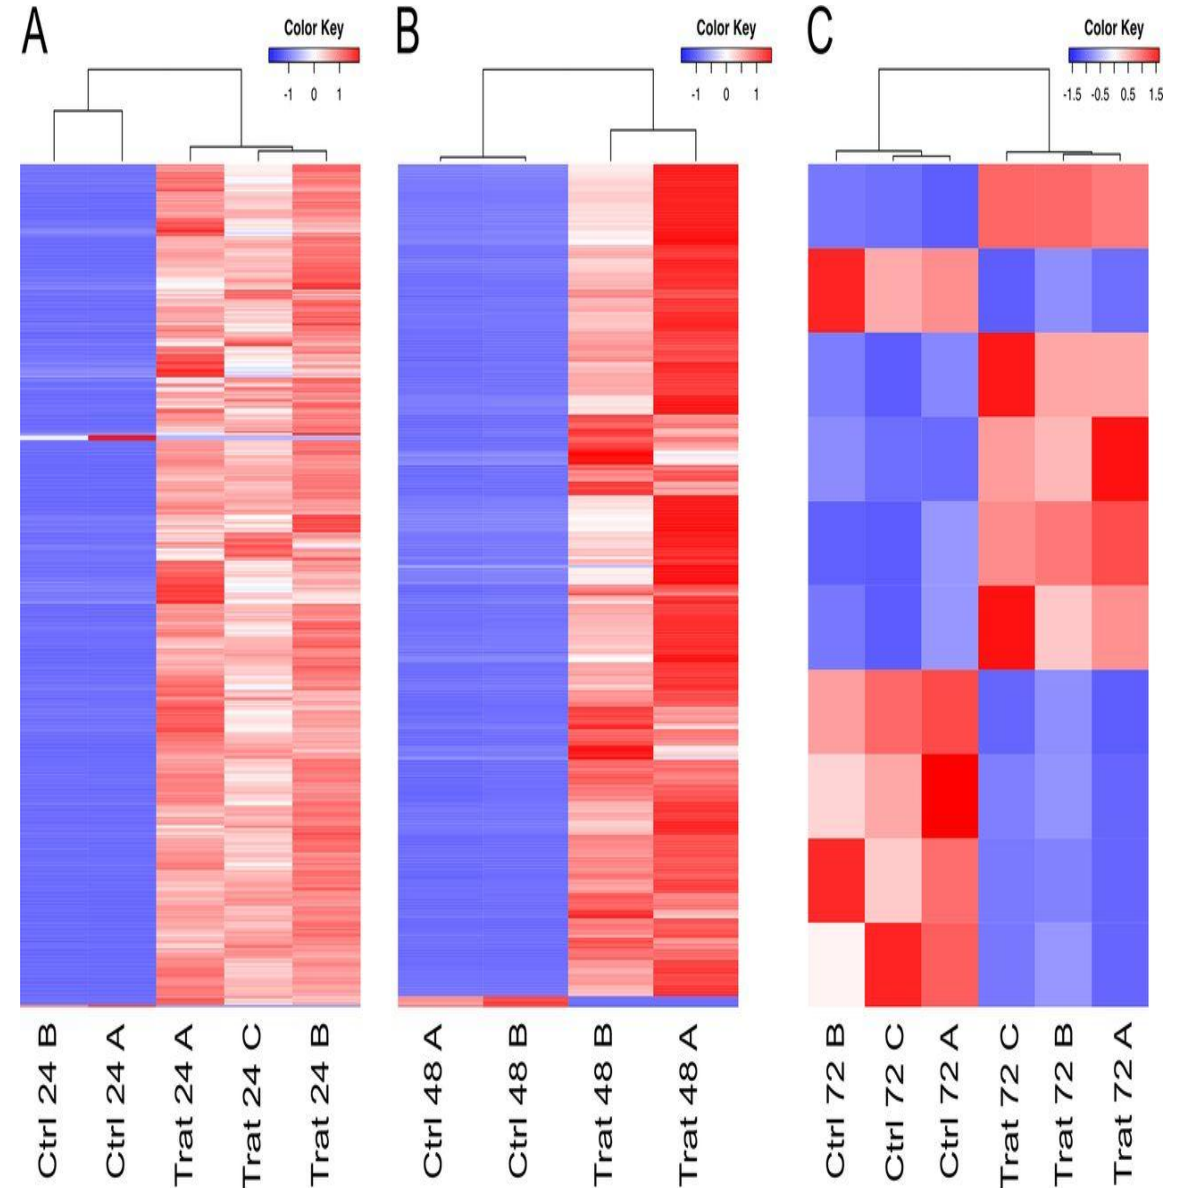 A
Color Key
-1 0 1
Ctrl 24 B
Ctrl 24 A
Trat 24 A
Trat 24 C
Trat 24 B
B
Color Key
-1 0 1
Ctrl 48 A
Ctrl 48 B
Trat 48 B
Trat 48 A
C
Color Key
-1.5 -0.5 0.5 1.5
Ctrl 72 B
Ctrl 72 C
Ctrl 72 A
Trat 72 C
Trat 72 B
Trat 72 A